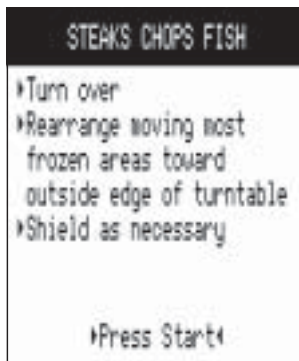 STEAKS CHOPS FISH
▸Turn over
▸Rearrange moving most
frozen areas toward
outside edge of turntable
▸Shield as necessary
▸Press Start◂